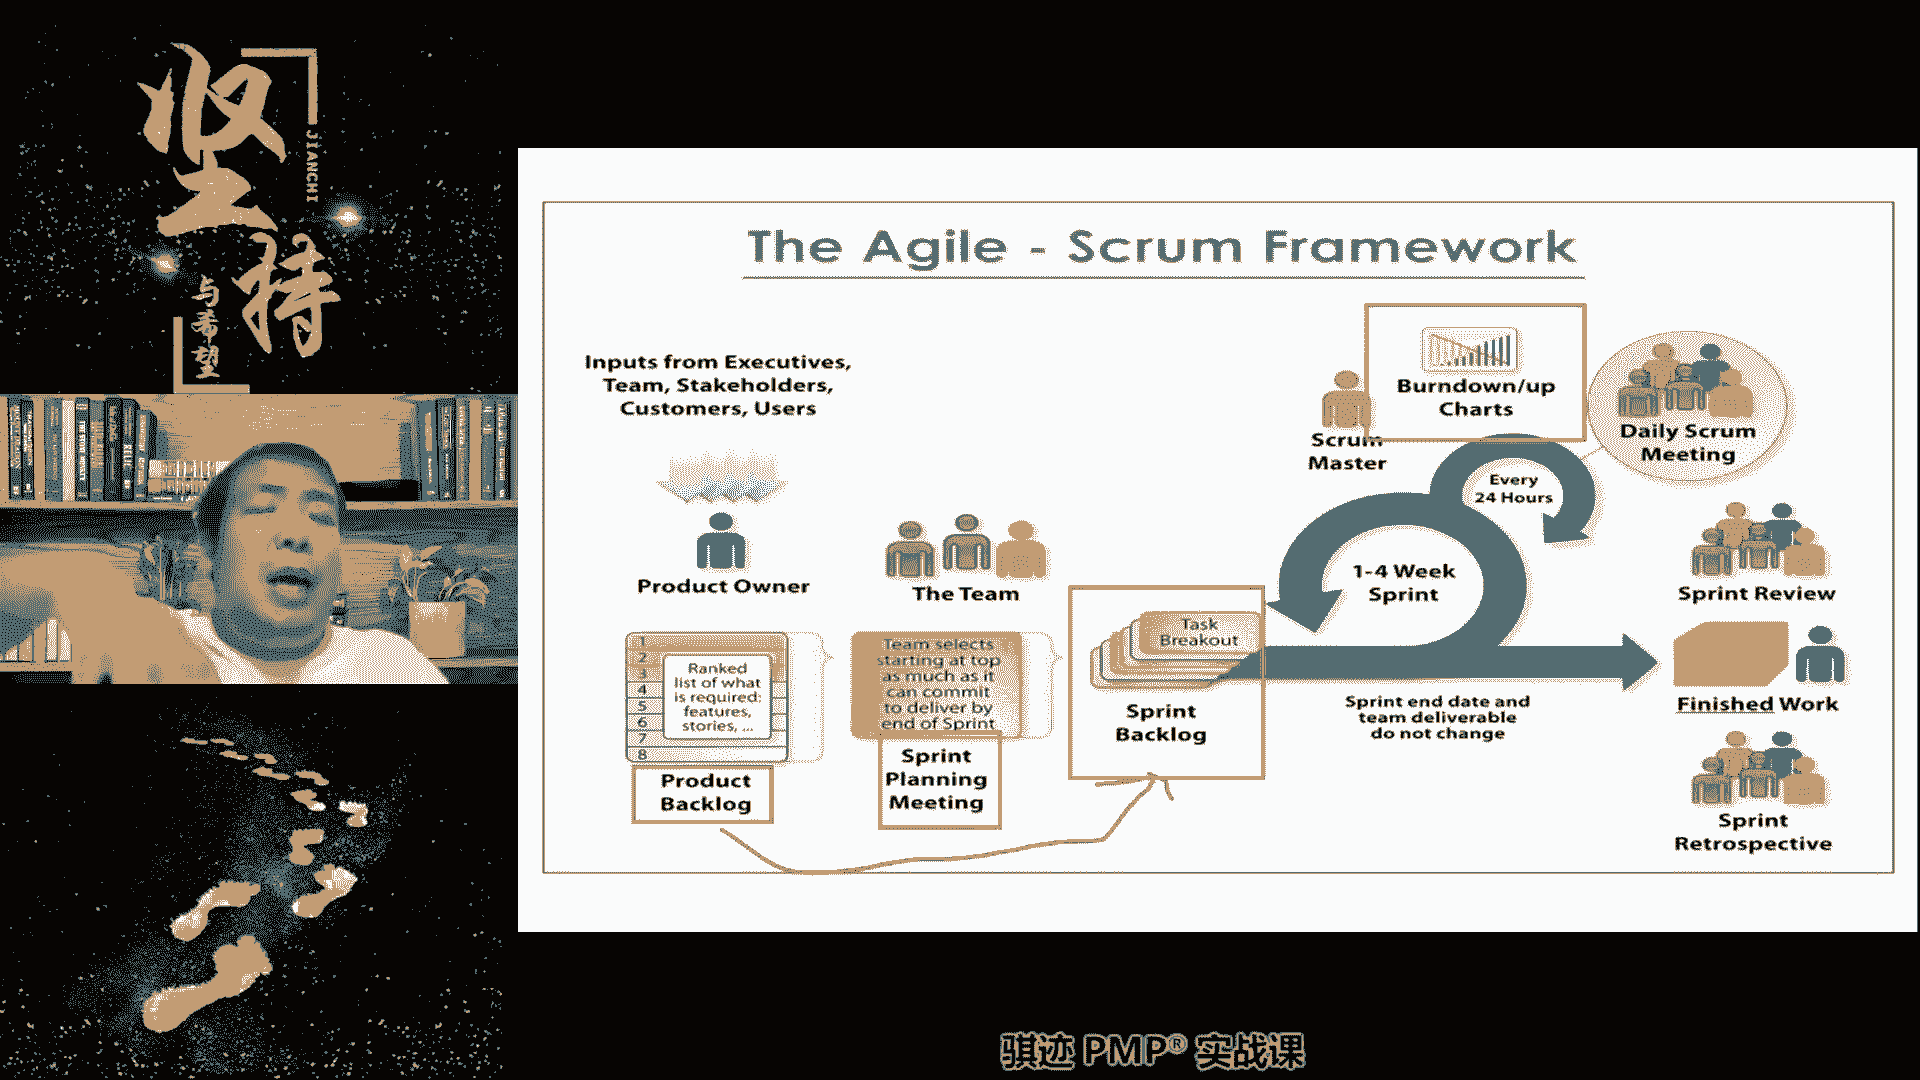 坚持
JIANCHI
与希望
The Agile - Scrum Framework
Inputs from Executives,
Team, Stakeholders,
Customers, Users
Product Owner
The Team
1
2
3
4
5
6
7
8
Ranked
list of what
is required:
features,
stories, ...
Product
Backlog
Team selects
starting at top
as much as it
can commit
to deliver by
end of Sprint
Sprint
Planning
Meeting
Task
Breakout
Sprint
Backlog
Scrum
Master
Burndown/up
Charts
Every
24 Hours
Daily Scrum
Meeting
1-4 Week
Sprint
Sprint end date and
team deliverable
do not change
Sprint Review
Finished Work
Sprint
Retrospective
骐迹 PMP® 实战课